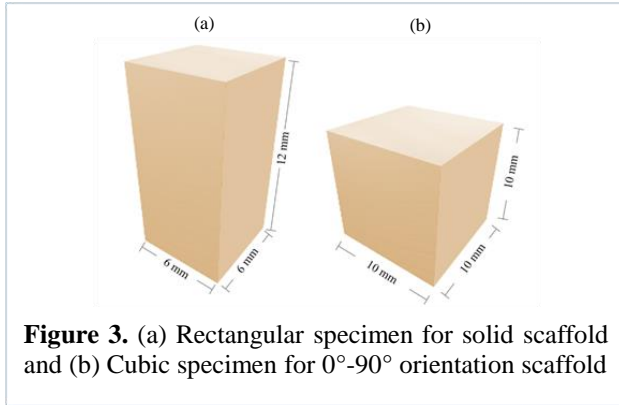 (a)
(b)
12 mm
6 mm
6 mm
10 mm
10 mm
10 mm
Figure 3. (a) Rectangular specimen for solid scaffold
and (b) Cubic specimen for 0°-90° orientation scaffold